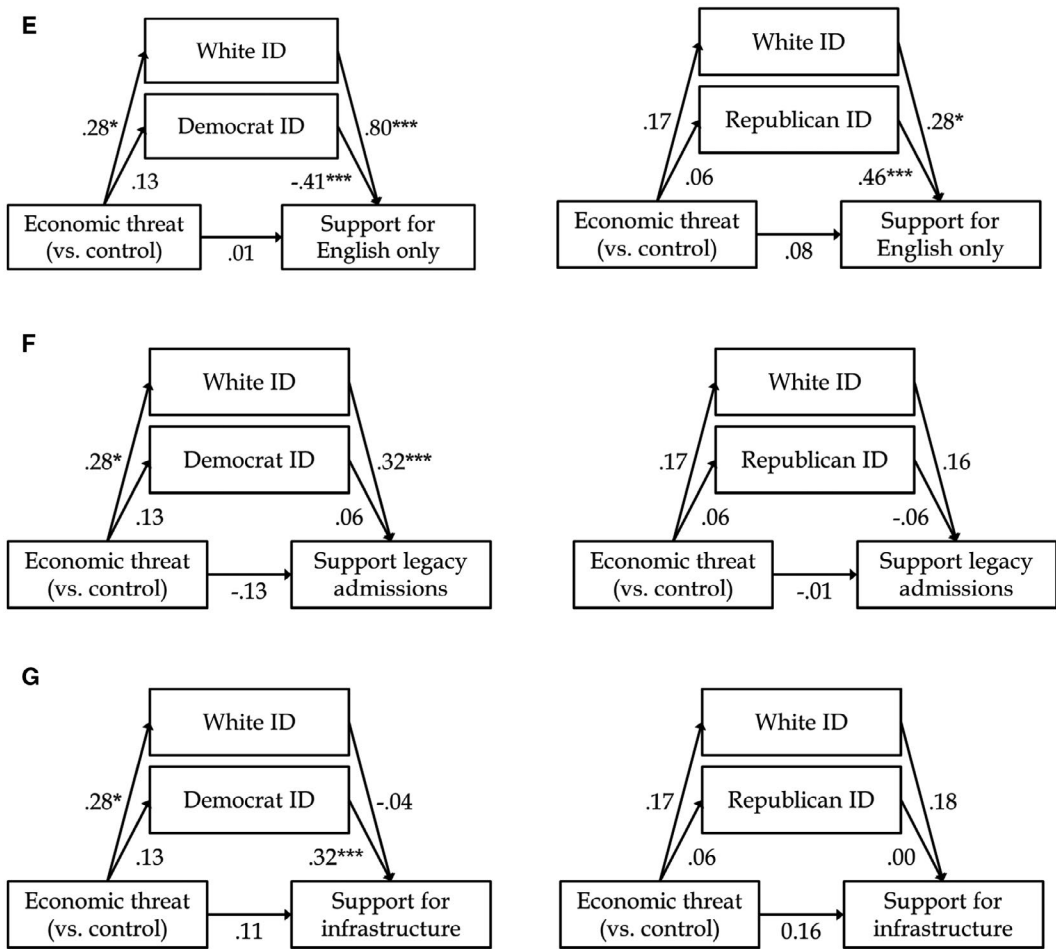 E
White ID
Democrat ID
.28*
.80***
.13
-.41***
Economic threat
(vs. control)
.01
Support for
English only
White ID
Republican ID
.17
.28*
.06
.46***
Economic threat
(vs. control)
.08
Support for
English only
F
White ID
Democrat ID
.28*
.32***
.13
.06
Economic threat
(vs. control)
-.13
Support legacy
admissions
White ID
Republican ID
.17
.16
.06
-.06
Economic threat
(vs. control)
-.01
Support legacy
admissions
G
White ID
Democrat ID
.28*
-.04
.13
.32***
Economic threat
(vs. control)
.11
Support for
infrastructure
White ID
Republican ID
.17
.18
.06
.00
Economic threat
(vs. control)
0.16
Support for
infrastructure